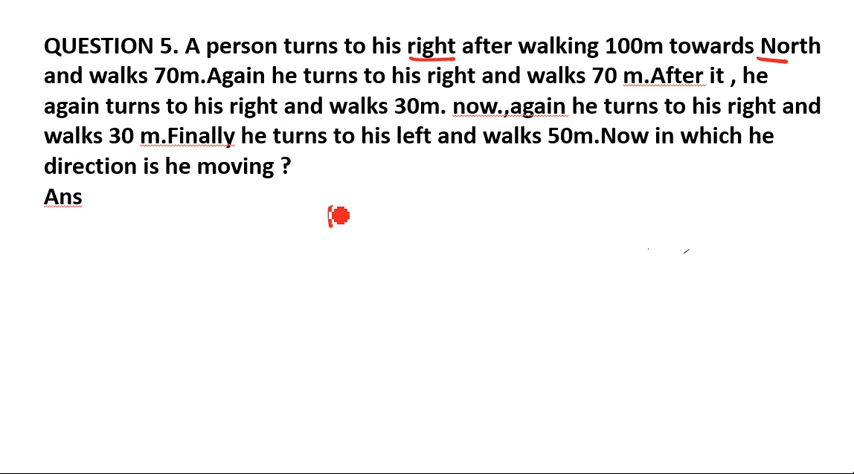 QUESTION 5. A person turns to his right after walking 100m towards North
and walks 70m.Again he turns to his right and walks 70 m.After it , he
again turns to his right and walks 30m. now.,again he turns to his right and
walks 30 m.Finally he turns to his left and walks 50m.Now in which he
direction is he moving ?
Ans